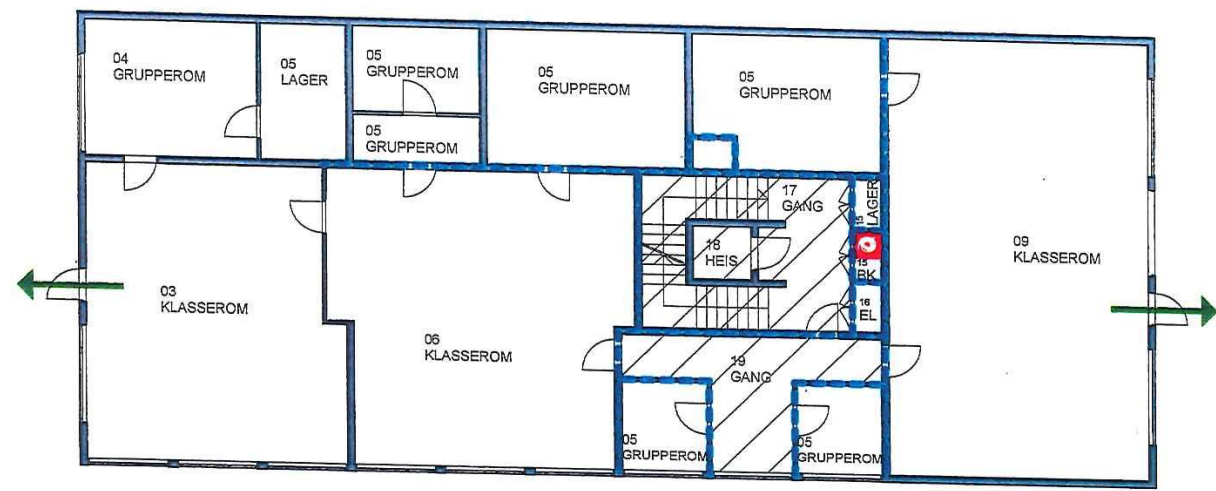 04
GRUPPEROM
05
LAGER
05
GRUPPEROM
05
GRUPPEROM
05
GRUPPEROM
05
GRUPPEROM
17
GANG
15
LAGER
18
HEIS
15
BK
16
EL
09
KLASSEROM
03
KLASSEROM
06
KLASSEROM
19
GANG
05
GRUPPEROM
05
GRUPPEROM